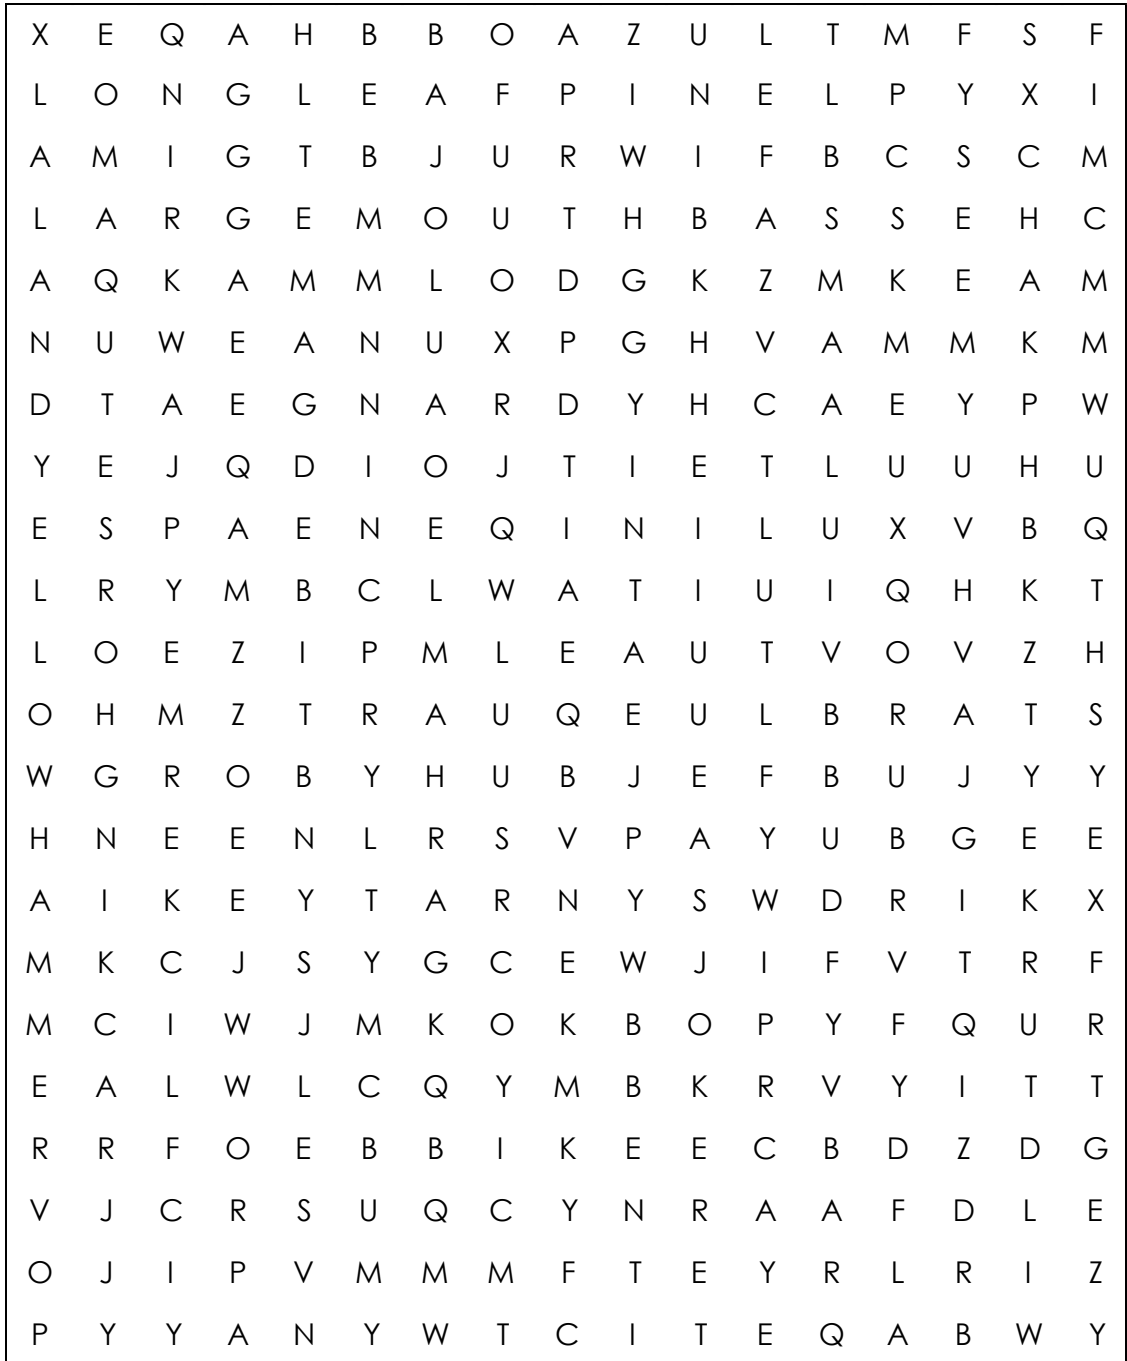 X E Q A H B B O A Z U L T M F S F
L O N G L E A F P I N E L P Y X I
A M I G T B J U R W I F B C S C M
L A R G E M O U T H B A S S E H C
A Q K A M M L O D G K Z M K E A M
N U W E A N U X P G H V A M M K M
D T A E G N A R D Y H C A E Y P W
Y E J Q D I O J T I E T L U U H U
E S P A E N E Q I N I L U X V B Q
L R Y M B C L W A T I U I Q H K T
L O E Z I P M L E A U T V O V Z H
O H M Z T R A U Q E U L B R A T S
W G R O B Y H U B J E F B U J Y Y
H N E E N L R S V P A Y U B G E E
A I K E Y T A R N Y S W D R I K X
M K C J S Y G C E W J I F V T R F
M C I W J M K O K B O P Y F Q U R
E A L W L C Q Y M B K R V Y I T T
R R F O E B B I K E E C B D Z D G
V J C R S U Q C Y N R A A F D L E
O J I P V M M M F T E Y R L R I Z
P Y Y A N Y W T C I T E Q A B W Y